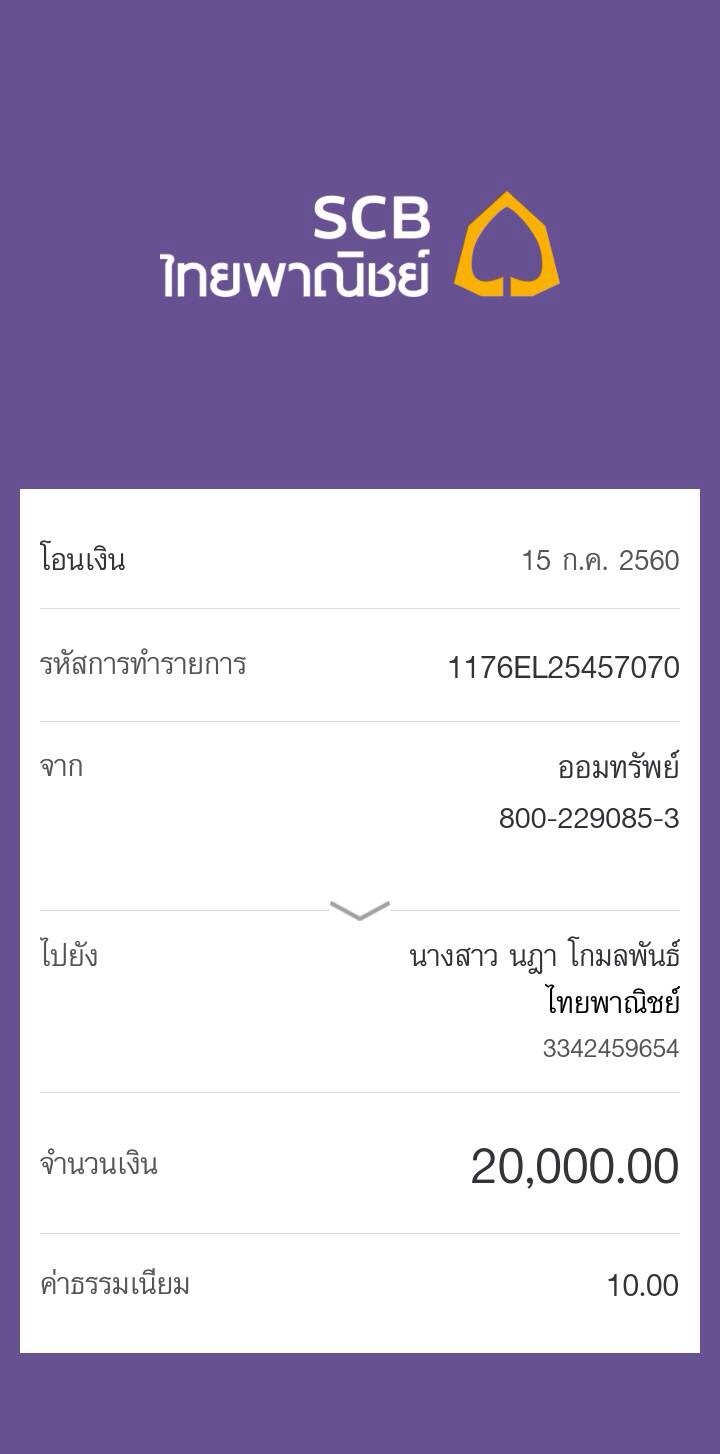 SCB
ไทยพาณิชย์
โอนเงิน 15 ก.ค. 2560
รหัสการทำรายการ 1176EL25457070
จาก ออมทรัพย์
800-229085-3
ไปยัง นางสาว นฎา โกมลพันธ์
ไทยพาณิชย์
3342459654
จำนวนเงิน 20,000.00
ค่าธรรมเนียม 10.00